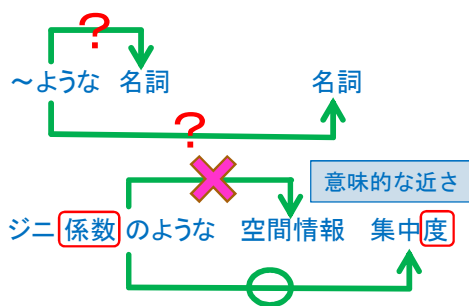 ?
～ような 名詞 名詞
?
意味的な近さ
ジニ係数のような 空間情報 集中度